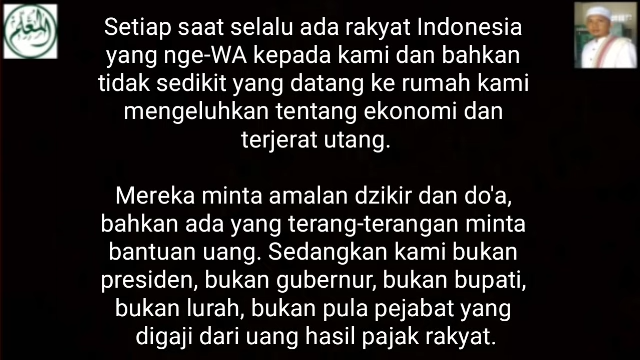 Setiap saat selalu ada rakyat Indonesia
yang nge-WA kepada kami dan bahkan
tidak sedikit yang datang ke rumah kami
mengeluhkan tentang ekonomi dan
terjerat utang.
Mereka minta amalan dzikir dan do'a,
bahkan ada yang terang-terangan minta
bantuan uang. Sedangkan kami bukan
presiden, bukan gubernur, bukan bupati,
bukan lurah, bukan pula pejabat yang
digaji dari uang hasil pajak rakyat.